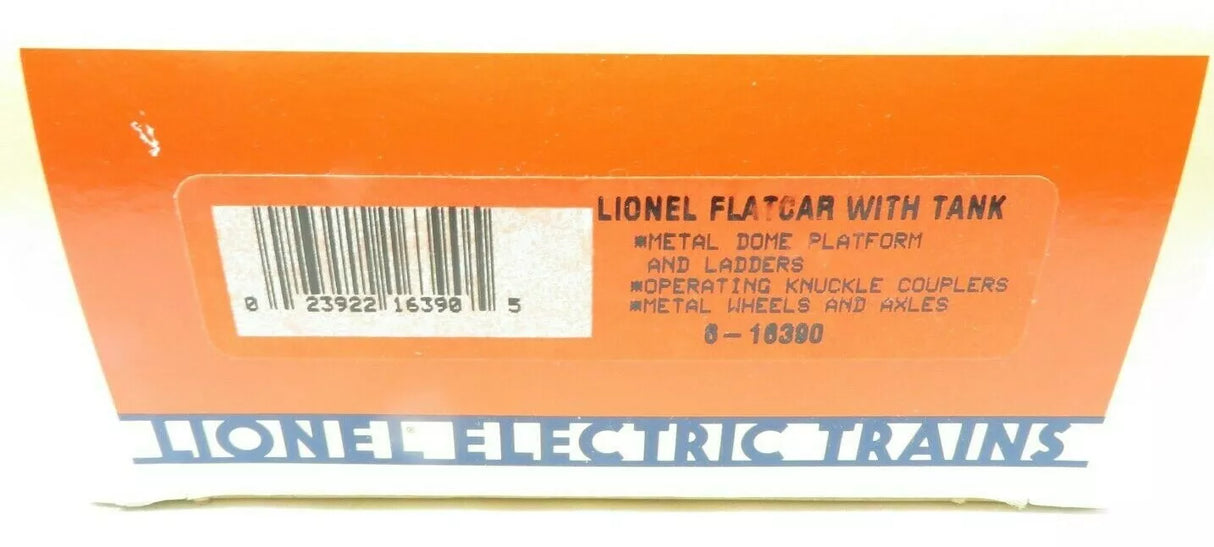 LIONEL FLATCAR WITH TANK
*METAL DOME PLATFORM
AND LADDERS
*OPERATING KNUCKLE COUPLERS
*METAL WHEELS AND AXLES
6-16390
0 23922 16390 5
LIONEL® ELECTRIC TRAINS